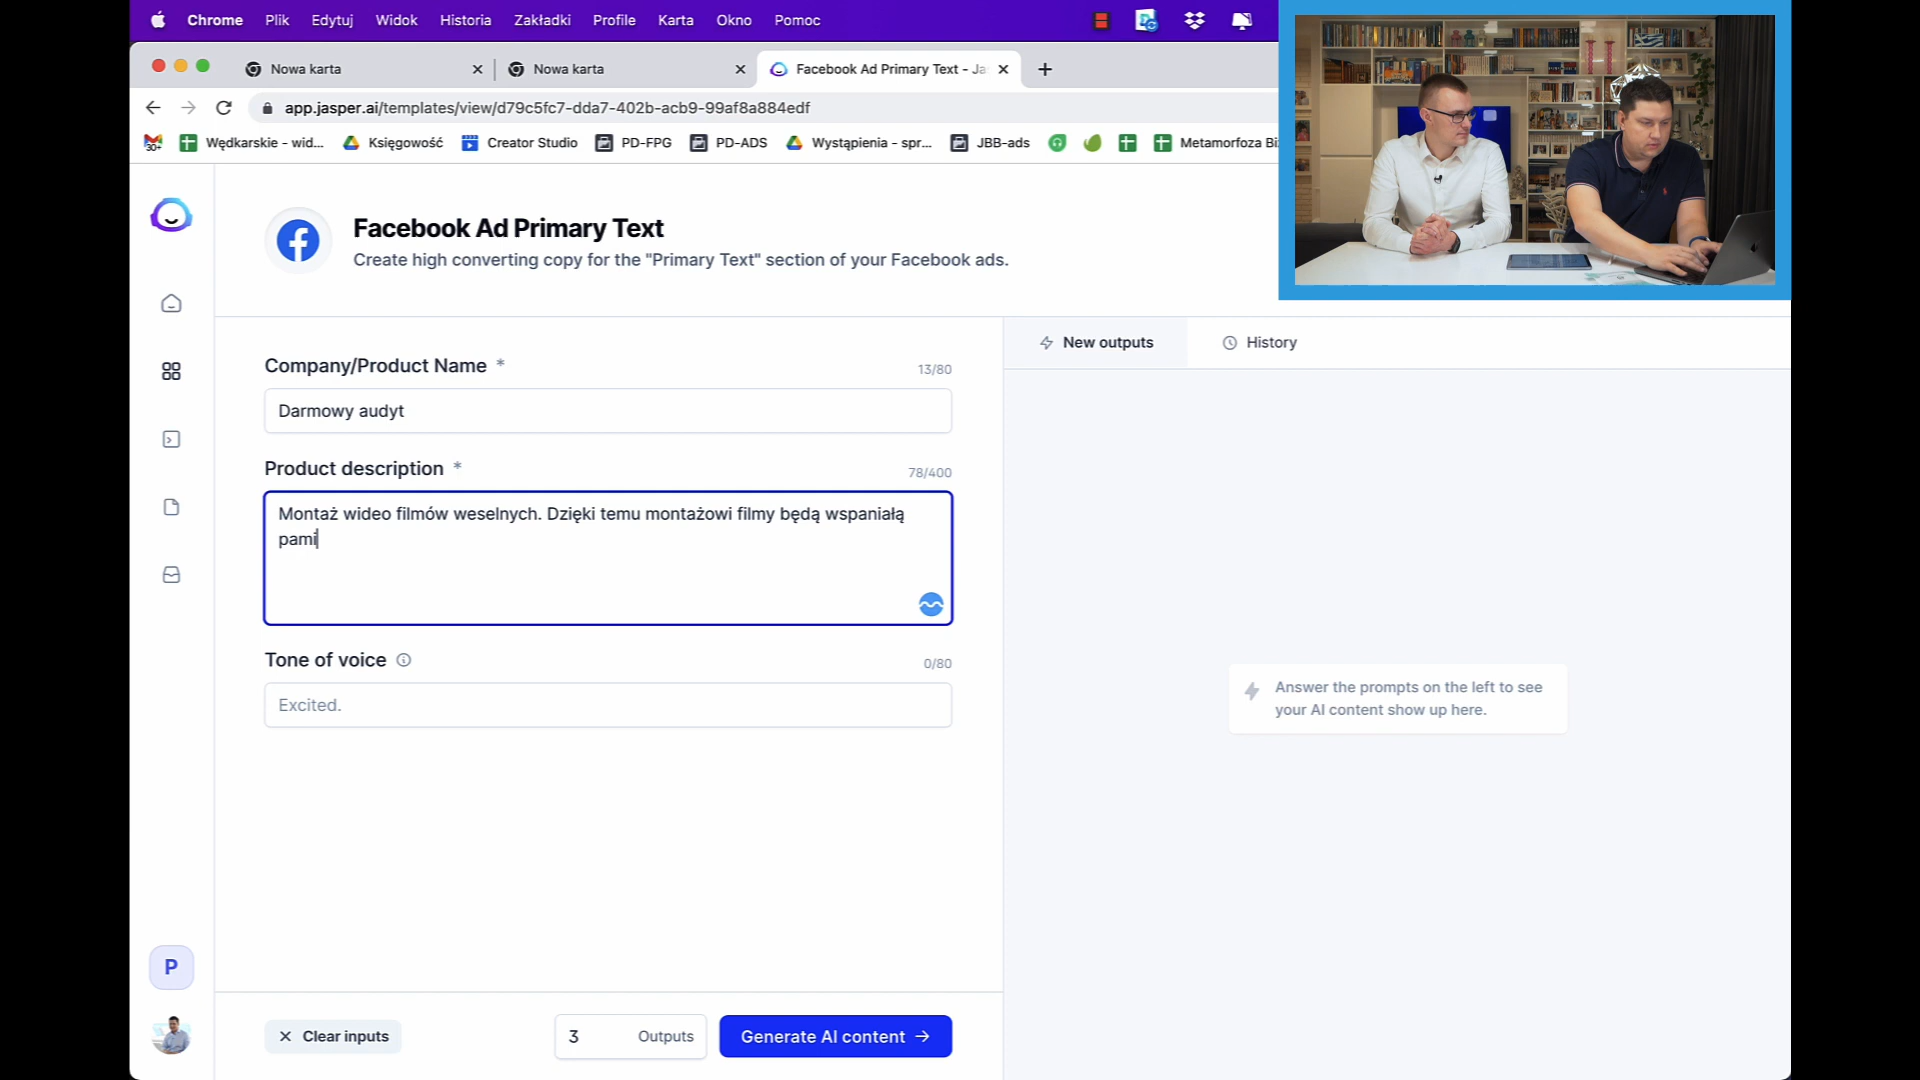 Chrome Plik Edytuj Widok Historia Zakładki Profile Karta Okno Pomoc
Nowa karta Nowa karta Facebook Ad Primary Text - Ja
app.jasper.ai/templates/view/d79c5fc7-dda7-402b-acb9-99af8a884edf
30+ Wędkarskie - wid... Księgowość Creator Studio PD-FPG PD-ADS Wystąpienia - spr... JBB-ads Metamorfoza Bi
Facebook Ad Primary Text
Create high converting copy for the "Primary Text" section of your Facebook ads.
New outputs History
Company/Product Name * 13/80
Darmowy audyt
Product description * 78/400
Montaż wideo filmów weselnych. Dzięki temu montażowi filmy będą wspaniałą
pami
Tone of voice 0/80
Excited.
Answer the prompts on the left to see
your AI content show up here.
P
Clear inputs 3 Outputs Generate AI content →